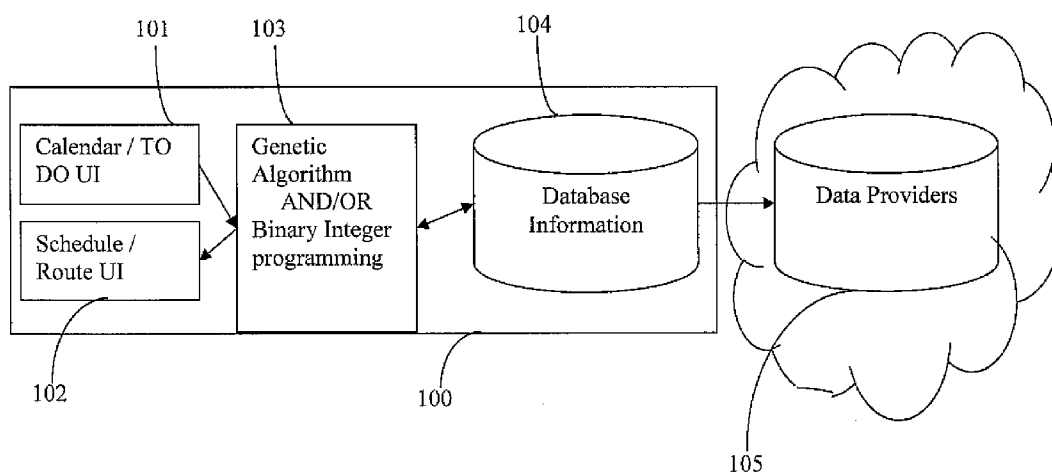 101
103
104
Calendar / TO
DO UI
Schedule /
Route UI
Genetic
Algorithm
AND/OR
Binary Integer
programming
Database
Information
Data Providers
102
100
105